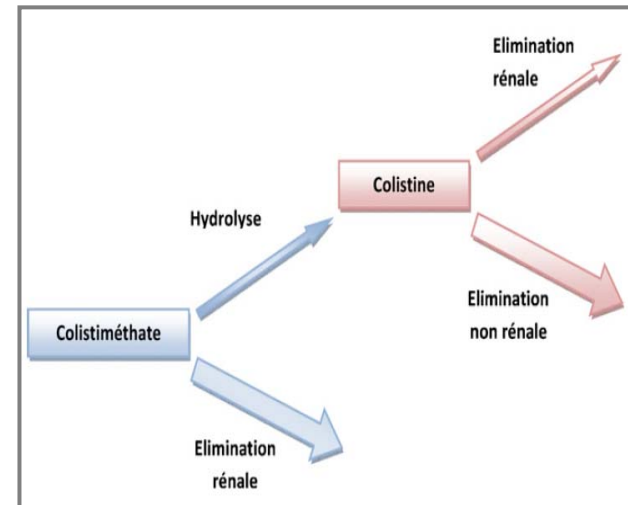 Elimination
rénale
Colistine
Hydrolyse
Elimination
non rénale
Colistiméthate
Elimination
rénale